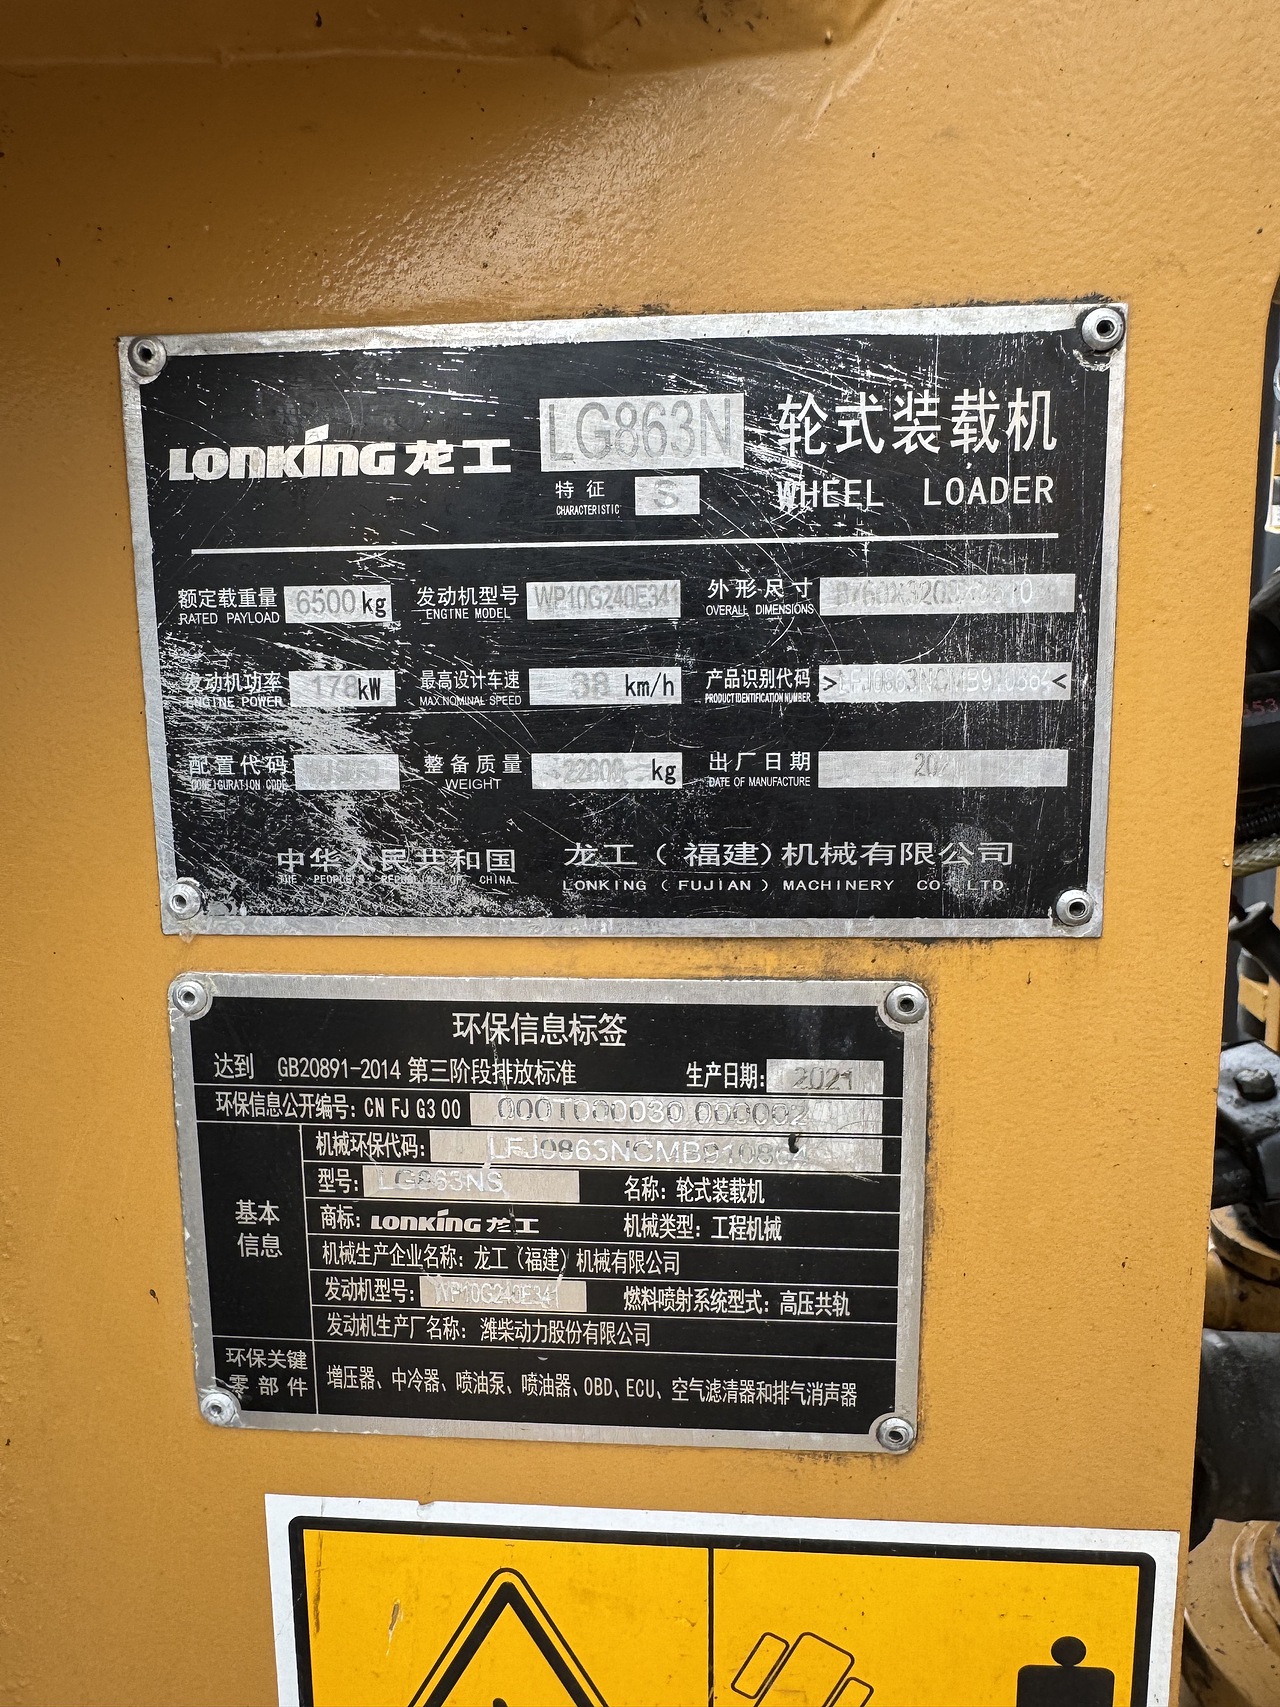 LONKING 龙工 LG863N 轮式装载机
特征 CHARACTERISTIC S WHEEL LOADER
额定载重量 RATED PAYLOAD 6500 kg 发动机型号 ENGINE MODEL WP10G240E341 外形尺寸 OVERALL DIMENSIONS
发动机功率 ENGINE POWER 178 kW 最高设计车速 MAX.NOMINAL SPEED 38 km/h 产品识别代码 PRODUCT IDENTIFICATION NUMBER >LFJ0863NCMB910864<
配置代码 CONFIGURATION CODE 整备质量 WEIGHT kg 出厂日期 DATE OF MANUFACTURE
中华人民共和国 龙工（福建）机械有限公司
THE PEOPLE'S REPUBLIC OF CHINA LONKING (FUJIAN) MACHINERY CO LTD
环保信息标签
达到 GB20891-2014 第三阶段排放标准 生产日期: 2021
环保信息公开编号: CN FJ G3 00 000T000030 000002
机械环保代码: LFJ0863NCMB910864
型号: LG863NS 名称: 轮式装载机
基本信息
商标: LONKING 龙工 机械类型: 工程机械
机械生产企业名称: 龙工（福建）机械有限公司
发动机型号: WP10G240E341 燃料喷射系统型式: 高压共轨
发动机生产厂名称: 潍柴动力股份有限公司
环保关键零部件 增压器、中冷器、喷油泵、喷油器、OBD、ECU、空气滤清器和排气消声器